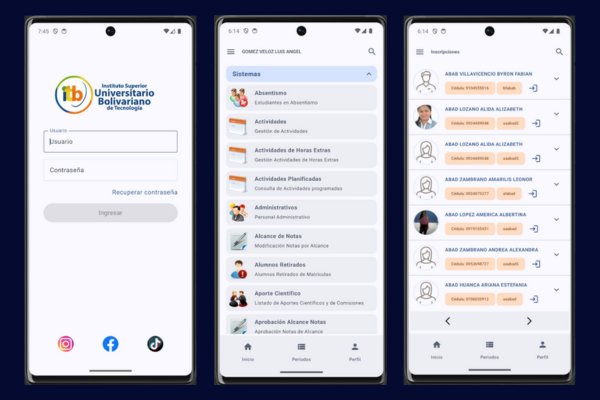 7:45
itb
Instituto Superior
Universitario
Bolivariano
de Tecnología
Usuario
Usuario
Contraseña
Recuperar contraseña
Ingresar
6:14
GOMEZ VELOZ LUIS ANGEL
Sistemas
Absentismo
Estudiantes en Absentismo
Actividades
Gestión de Actividades
Actividades de Horas Extras
Gestión Actividades de Horas Extras
Actividades Planificadas
Consulta de Actividades programadas
Administrativos
Personal Administrativo
Alcance de Notas
Modificación Notas por Alcance
Alumnos Retirados
Alumnos Retirados de Matriculas
Aporte Científico
Listado de Aportes Científicos y de Comisiones
Aprobación Alcance Notas
Aprobación Notas de Alcance
Inicio
Periodos
Perfil
6:14
Inscripciones
ABAB VILLAVICENCIO BYRON FABIAN
ABAD LOZANO ALIDA ALIZABETH
ABAD LOZANO ALIDA ALIZABETH
ABAD ZAMBRANO AMARILIS LEONOR
ABAD LOPEZ AMERICA ALBERTINA
ABAD ZAMBRANO ANDREA ALEXANDRA
ABAD HUANCA ARIANA ESTEFANIA
Inicio
Periodos
Perfil